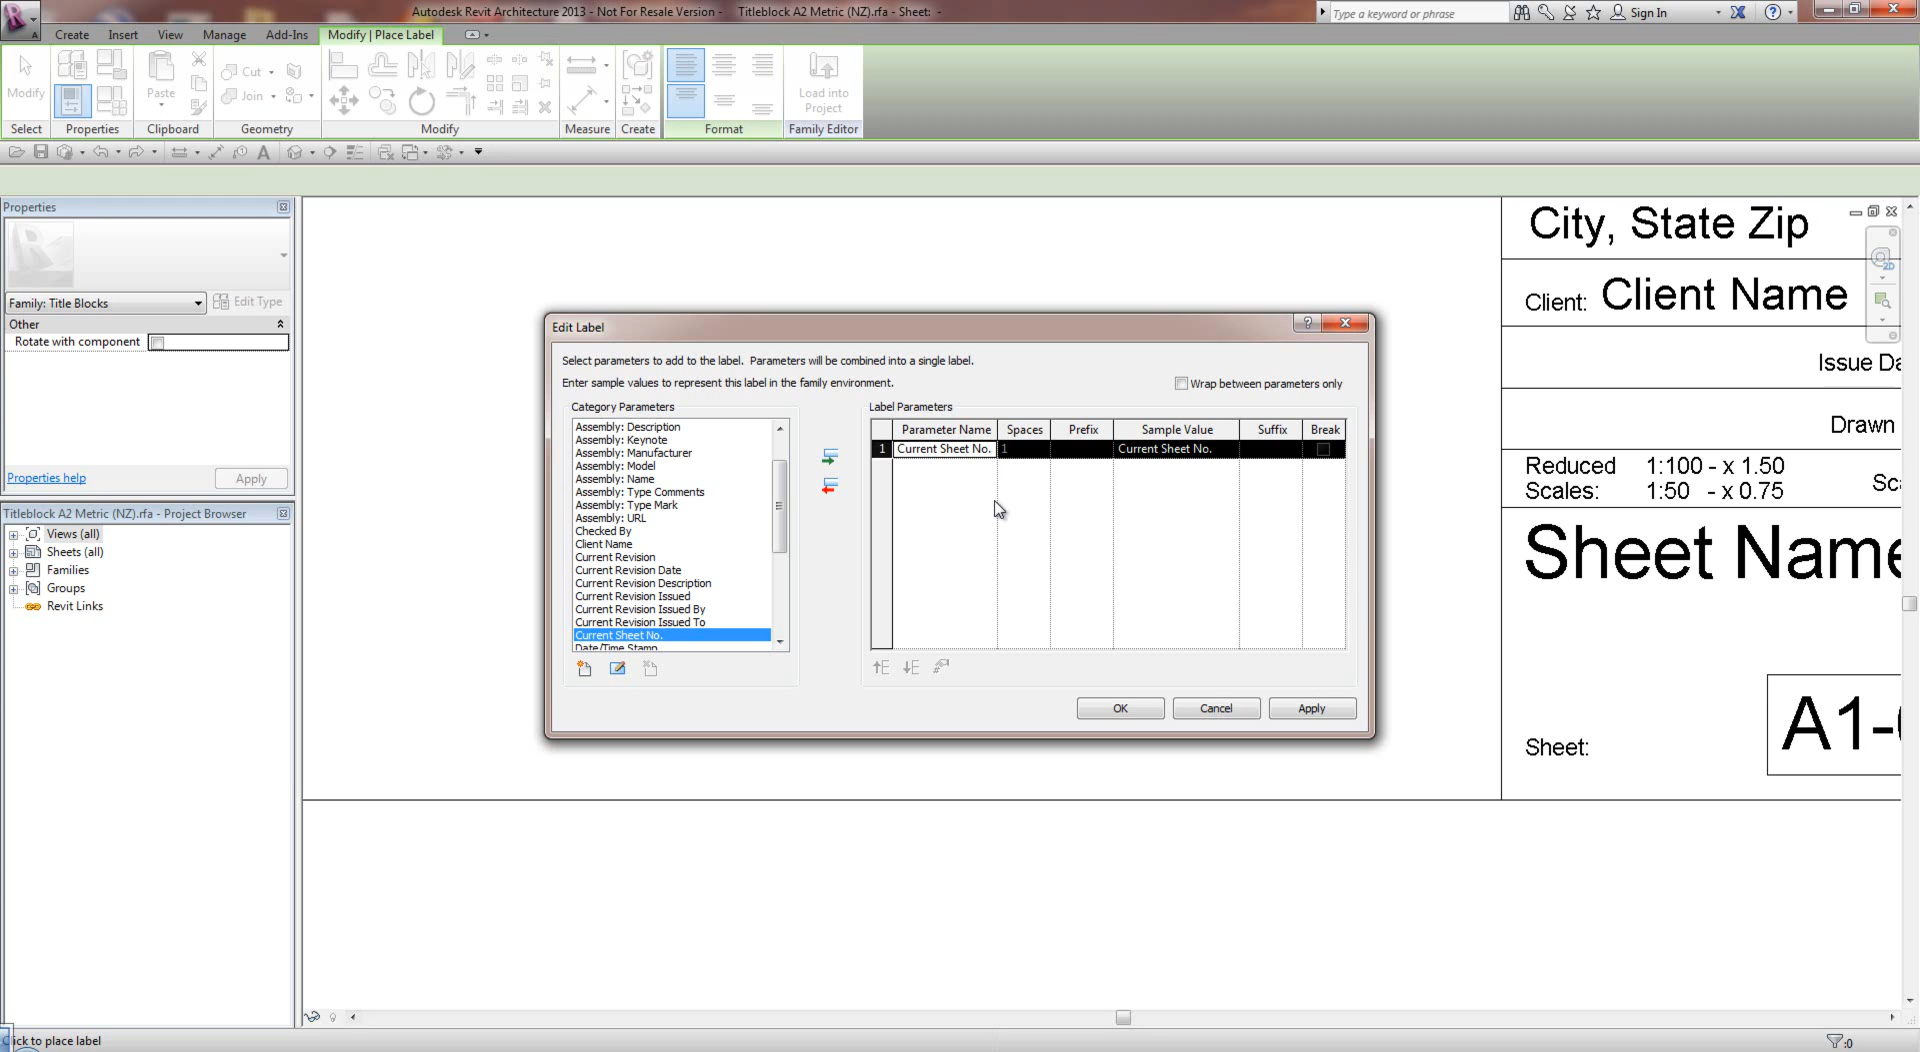 Autodesk Revit Architecture 2013 - Not For Resale Version - Titleblock A2 Metric (NZ).rfa - Sheet: -
Type a keyword or phrase
Sign In
Create Insert View Manage Add-Ins Modify | Place Label
Modify
Cut
Join
Paste
Load into
Project
Select Properties Clipboard Geometry Modify Measure Create Format Family Editor
Properties
Family: Title Blocks
Edit Type
Other
Rotate with component
Properties help
Apply
Titleblock A2 Metric (NZ).rfa - Project Browser
Views (all)
Sheets (all)
Families
Groups
Revit Links
Edit Label
Select parameters to add to the label. Parameters will be combined into a single label.
Enter sample values to represent this label in the family environment.
Wrap between parameters only
Category Parameters
Assembly: Description
Assembly: Keynote
Assembly: Manufacturer
Assembly: Model
Assembly: Name
Assembly: Type Comments
Assembly: Type Mark
Assembly: URL
Checked By
Client Name
Current Revision
Current Revision Date
Current Revision Description
Current Revision Issued
Current Revision Issued By
Current Revision Issued To
Current Sheet No.
Date/Time Stamp
Label Parameters
Parameter Name Spaces Prefix Sample Value Suffix Break
1 Current Sheet No. 1 Current Sheet No.
OK Cancel Apply
City, State Zip
2D
Client: Client Name
Issue Da
Drawn
Reduced 1:100 - x 1.50
Scales: 1:50 - x 0.75
Sc
Sheet Name
A1-
Sheet:
ick to place label
:0